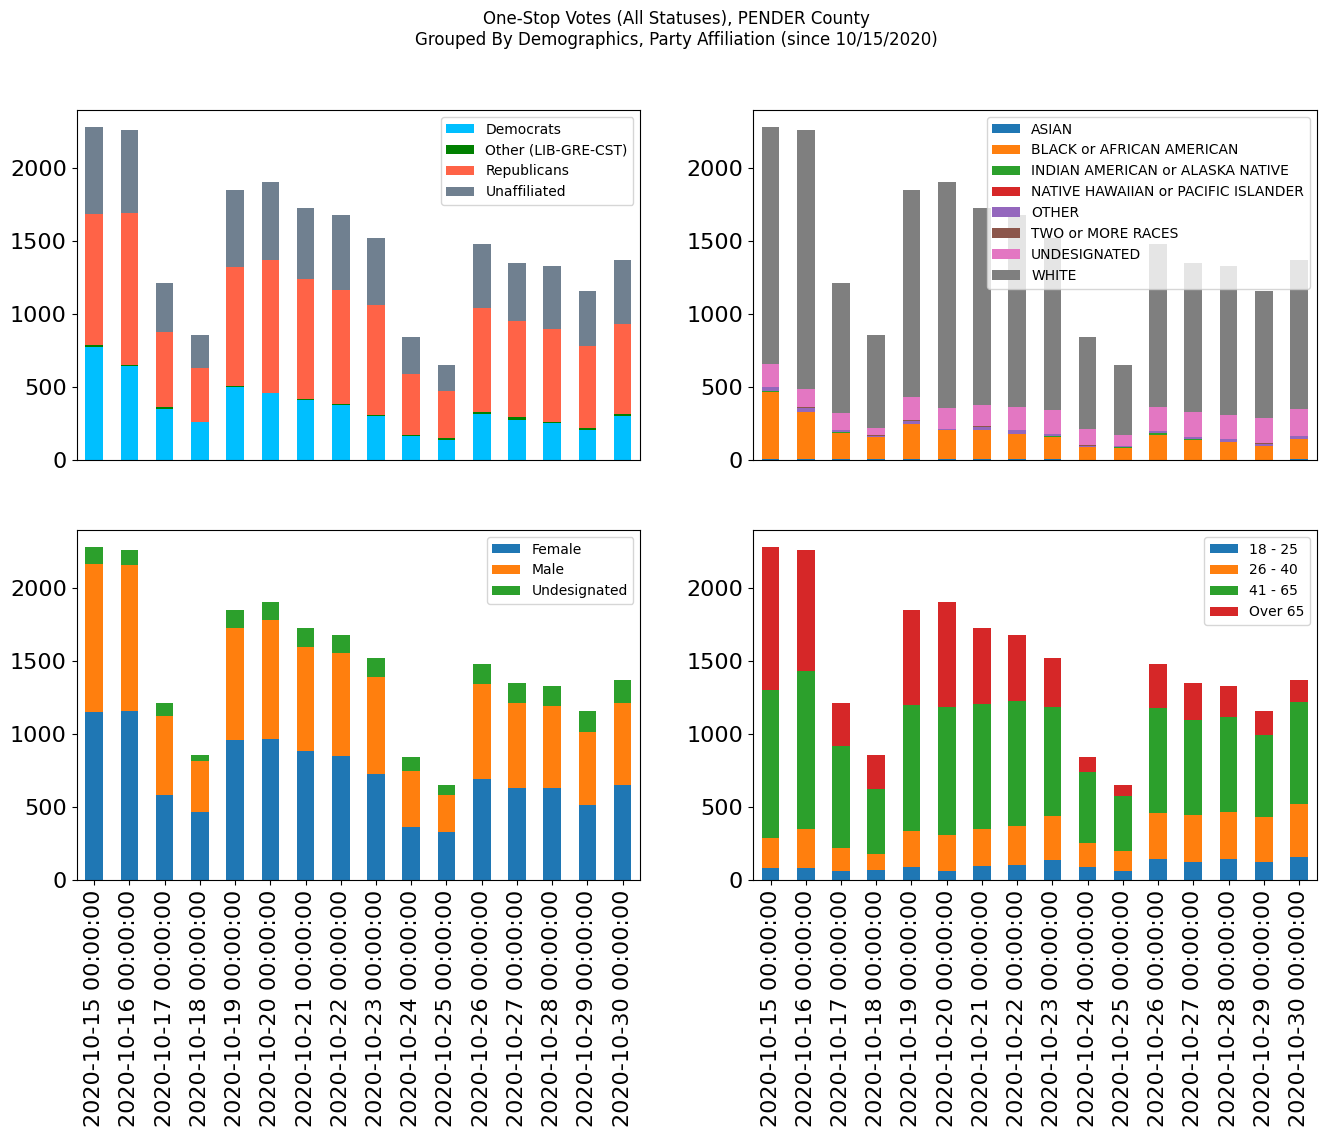 One-Stop Votes (All Statuses), PENDER County
Grouped By Demographics, Party Affiliation (since 10/15/2020)
2000
1500
1000
500
0
Democrats
Other (LIB-GRE-CST)
Republicans
Unaffiliated
2000
1500
1000
500
0
ASIAN
BLACK or AFRICAN AMERICAN
INDIAN AMERICAN or ALASKA NATIVE
NATIVE HAWAIIAN or PACIFIC ISLANDER
OTHER
TWO or MORE RACES
UNDESIGNATED
WHITE
2000
1500
1000
500
0
Female
Male
Undesignated
2020-10-15 00:00:00
2020-10-16 00:00:00
2020-10-17 00:00:00
2020-10-18 00:00:00
2020-10-19 00:00:00
2020-10-20 00:00:00
2020-10-21 00:00:00
2020-10-22 00:00:00
2020-10-23 00:00:00
2020-10-24 00:00:00
2020-10-25 00:00:00
2020-10-26 00:00:00
2020-10-27 00:00:00
2020-10-28 00:00:00
2020-10-29 00:00:00
2020-10-30 00:00:00
2000
1500
1000
500
0
18 - 25
26 - 40
41 - 65
Over 65
2020-10-15 00:00:00
2020-10-16 00:00:00
2020-10-17 00:00:00
2020-10-18 00:00:00
2020-10-19 00:00:00
2020-10-20 00:00:00
2020-10-21 00:00:00
2020-10-22 00:00:00
2020-10-23 00:00:00
2020-10-24 00:00:00
2020-10-25 00:00:00
2020-10-26 00:00:00
2020-10-27 00:00:00
2020-10-28 00:00:00
2020-10-29 00:00:00
2020-10-30 00:00:00